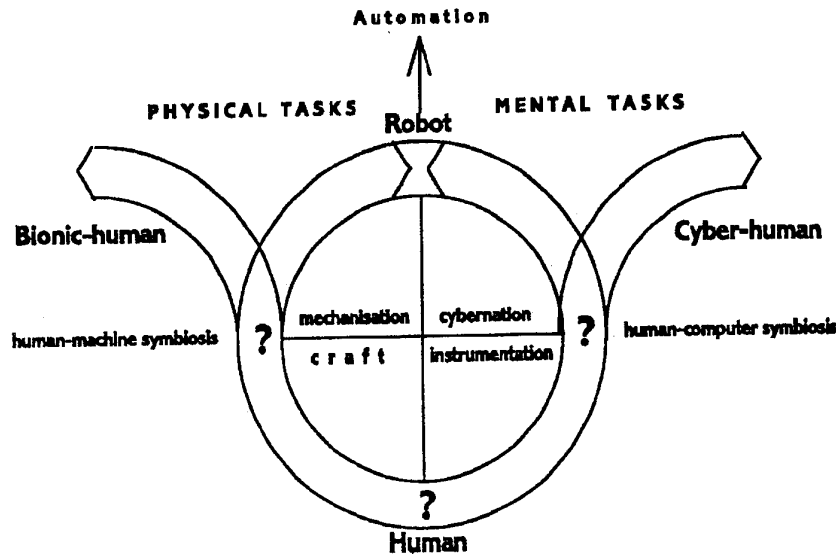 Automation
PHYSICAL TASKS
MENTAL TASKS
Robot
Bionic-human
Cyber-human
mechanisation
cybernation
human-machine symbiosis
?
?
human-computer symbiosis
craft
instrumentation
?
Human